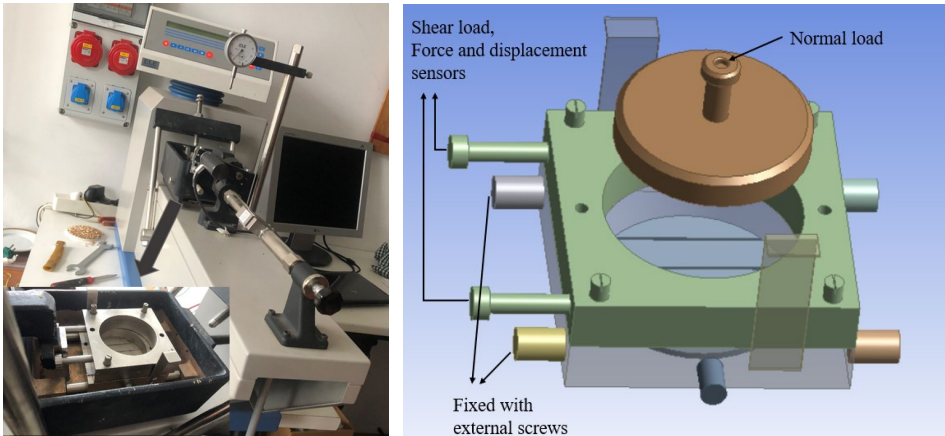 Shear load,
Force and displacement
sensors
Normal load
Fixed with
external screws